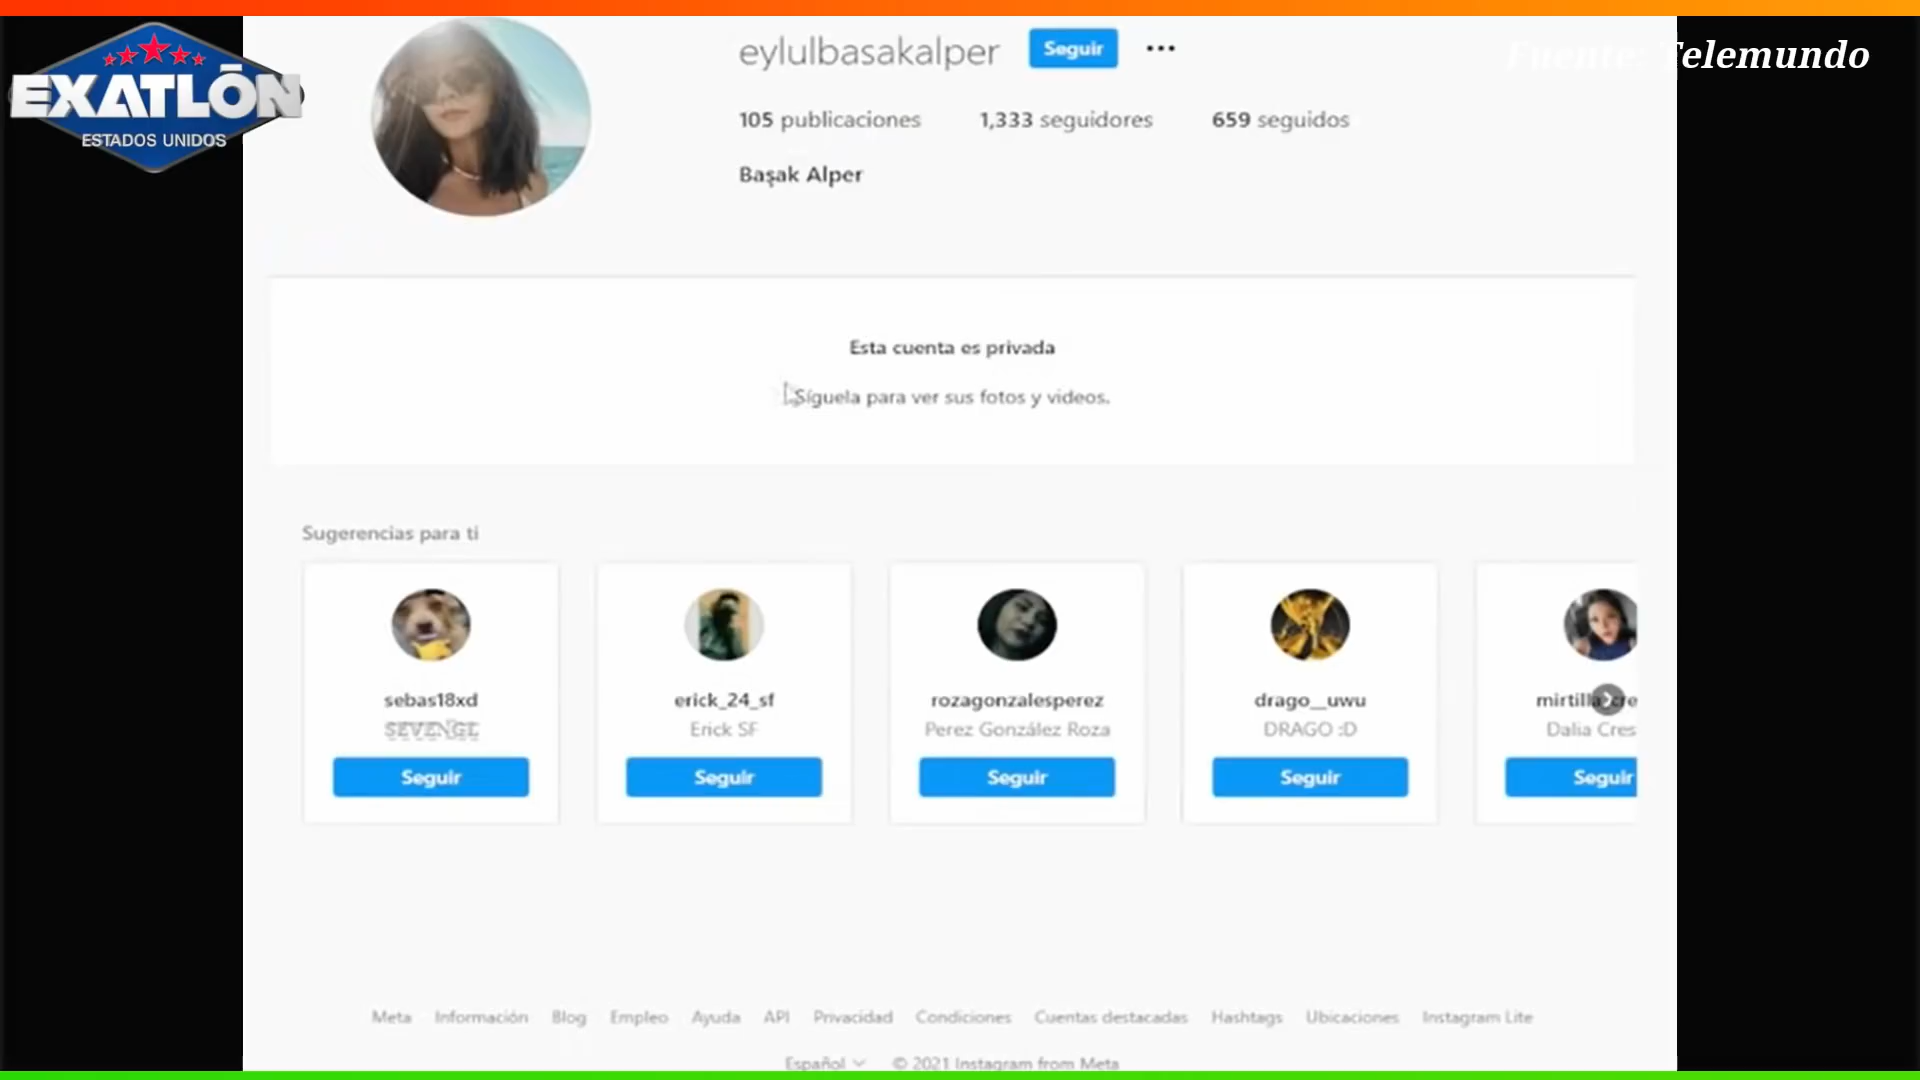 EXATLÓN
ESTADOS UNIDOS
Fuente: Telemundo
eylulbasakalper
Seguir
105 publicaciones 1,333 seguidores 659 seguidos
Başak Alper
Esta cuenta es privada
Síguela para ver sus fotos y videos.
Sugerencias para ti
sebas18xd erick_24_sf rozagonzalesperez drago__uwu
Erick SF Perez González Roza DRAGO :D Dalia Cres
Seguir Seguir Seguir Seguir Seguir
Meta Información Blog Empleo Ayuda API Privacidad Condiciones Cuentas destacadas Hashtags Ubicaciones Instagram Lite
Español © 2021 Instagram from Meta